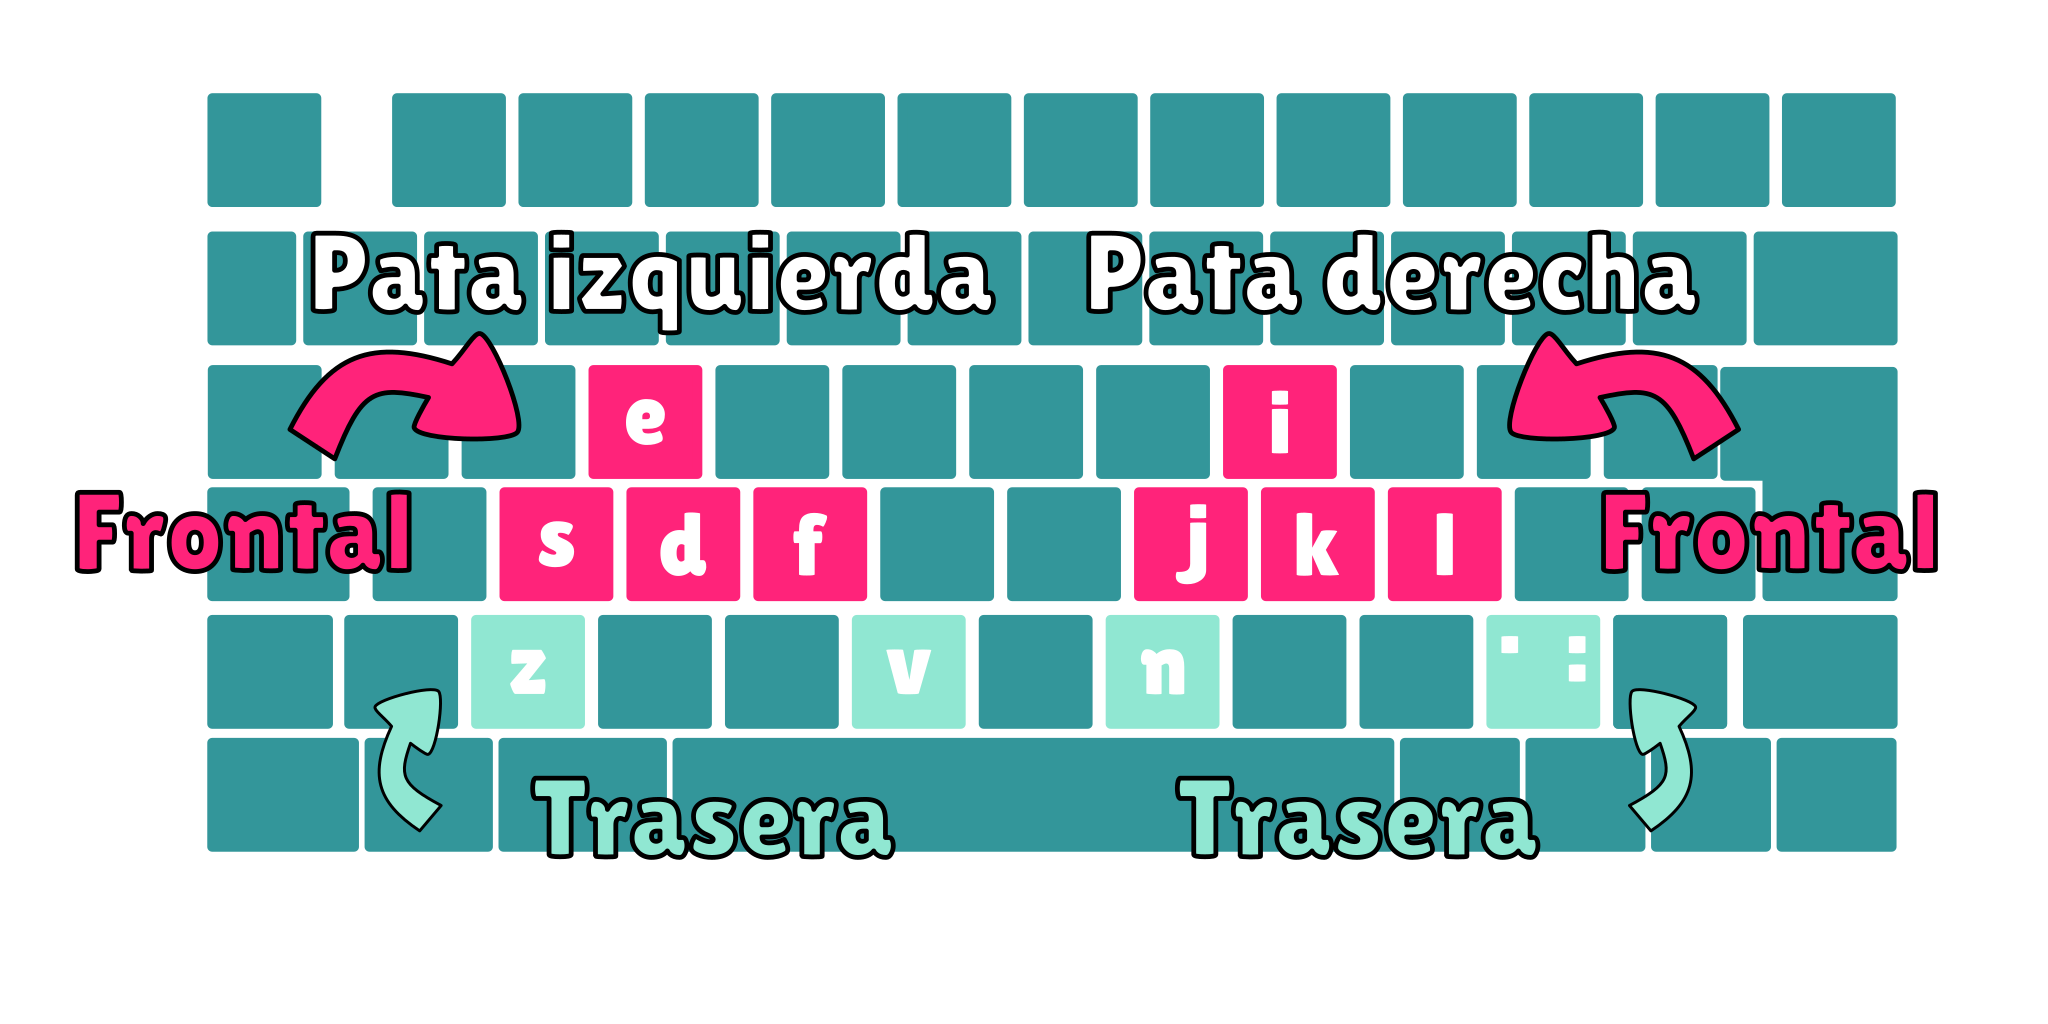 Pata izquierda Pata derecha
e i
Frontal s d f j k l Frontal
z v n . :
Trasera Trasera